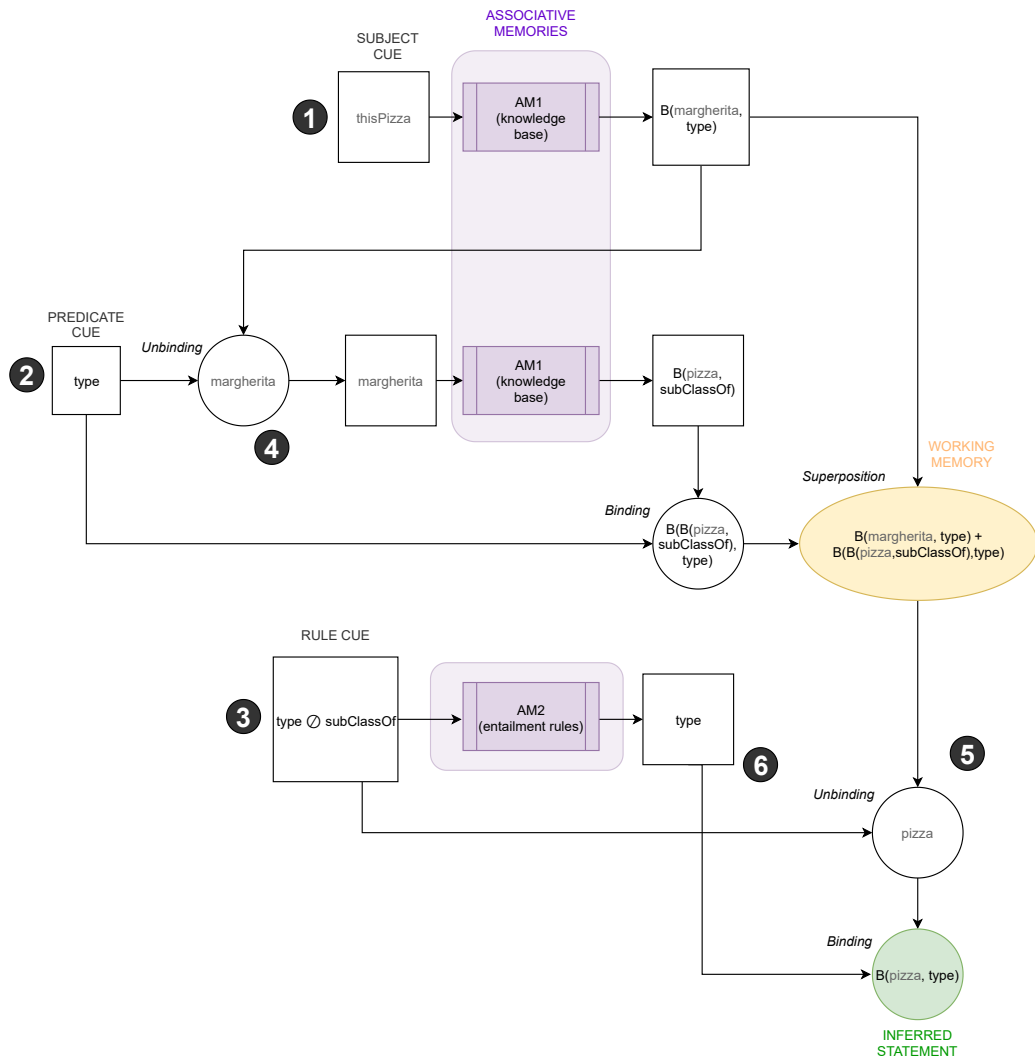 ASSOCIATIVE
MEMORIES
SUBJECT
CUE
1
thisPizza
AM1
(knowledge
base)
B(margherita,
type)
PREDICATE
CUE
2
type
Unbinding
margherita
4
margherita
AM1
(knowledge
base)
B(pizza,
subClassOf)
WORKING
MEMORY
Superposition
Binding
B(B(pizza,
subClassOf),
type)
B(margherita, type) +
B(B(pizza,subClassOf),type)
RULE CUE
3
type ⊘ subClassOf
AM2
(entailment rules)
type
6
5
Unbinding
pizza
Binding
B(pizza, type)
INFERRED
STATEMENT